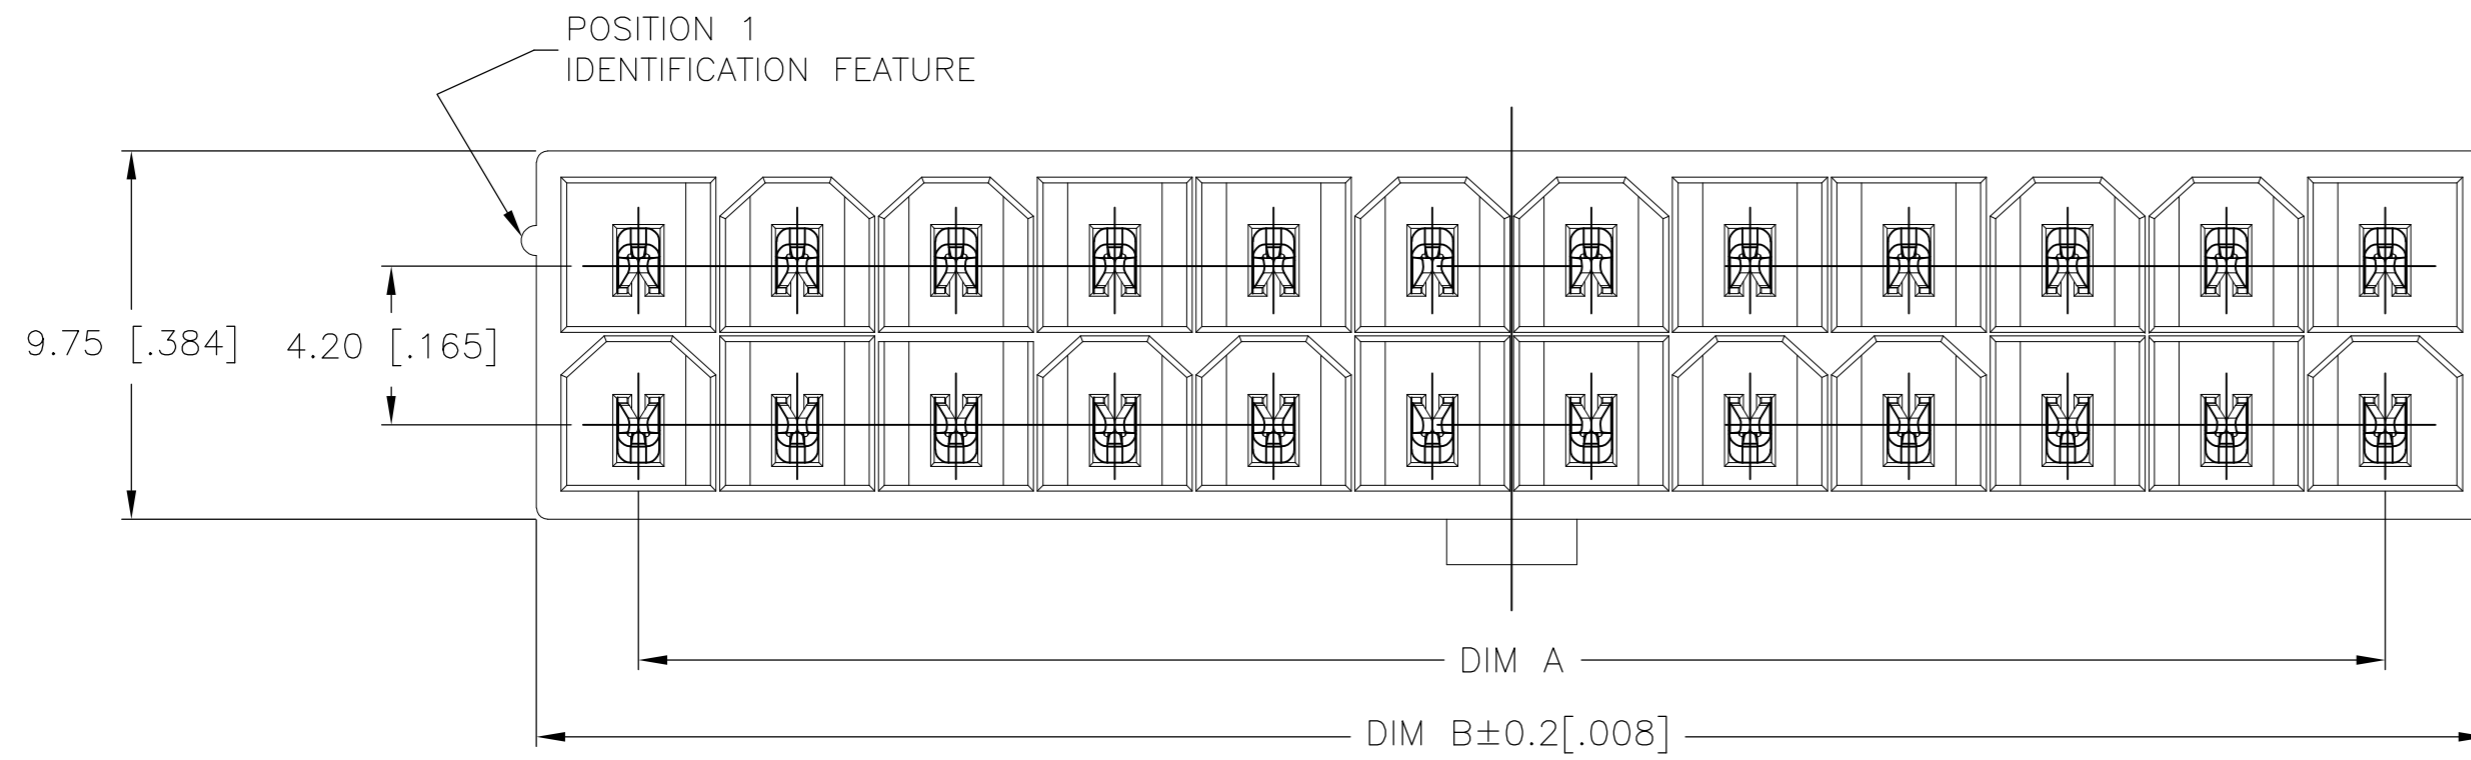 POSITION 1
IDENTIFICATION FEATURE
9.75 [.384]
4.20 [.165]
DIM A
DIM B±0.2[.008]